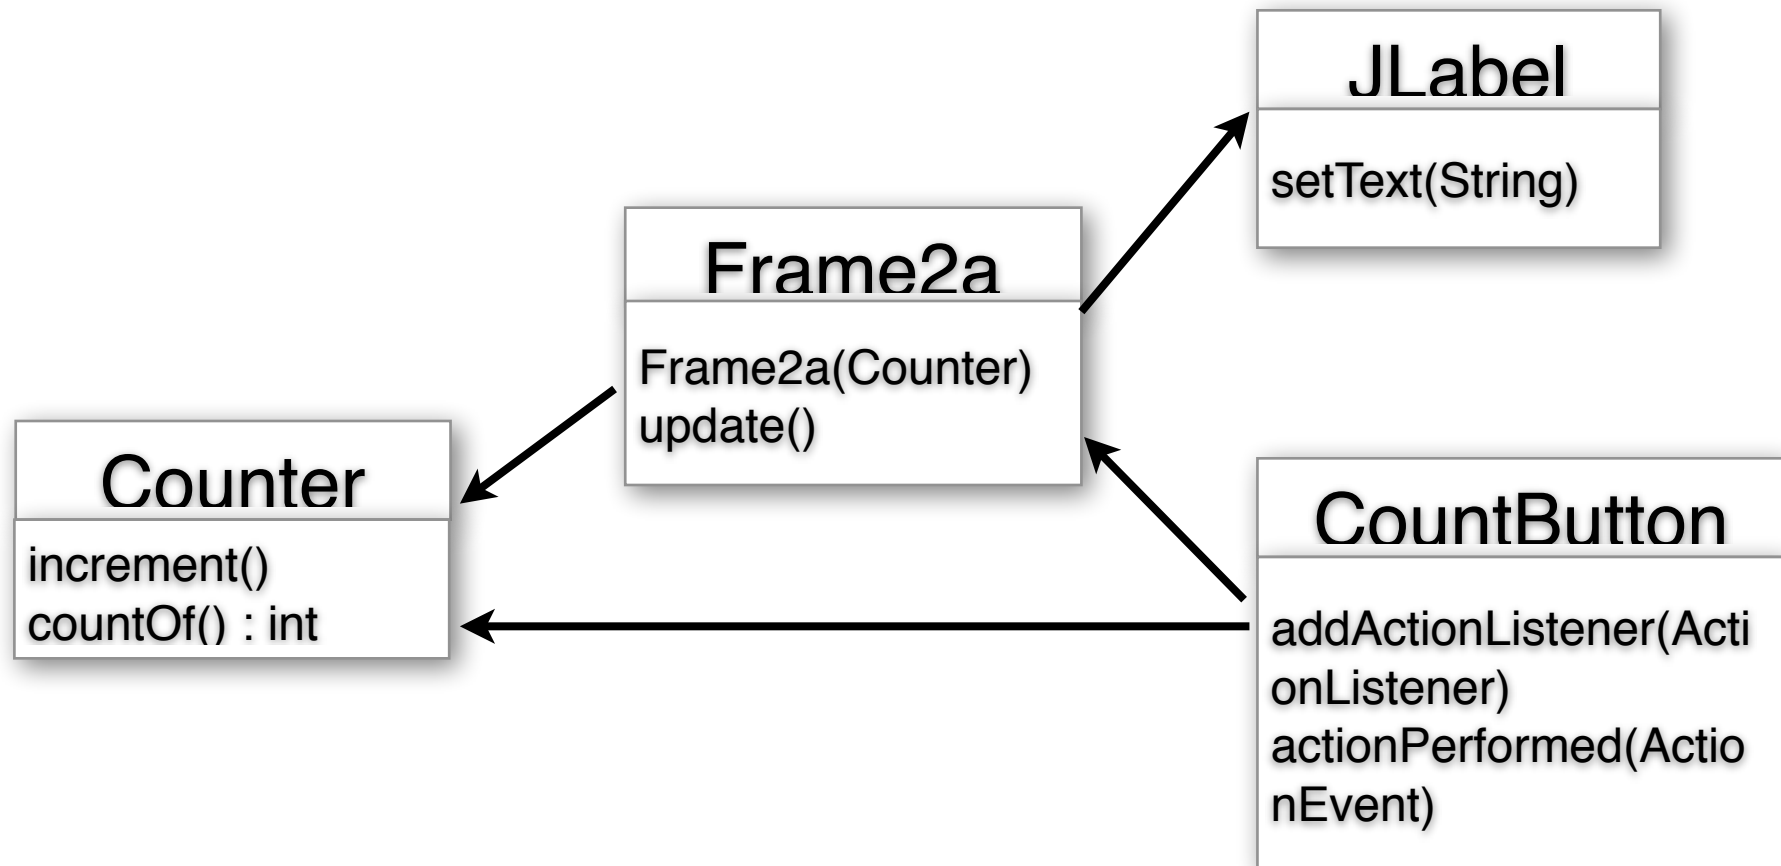 JLabel
setText(String)
Frame2a
Frame2a(Counter)
update()
Counter
increment()
countOf() : int
CountButton
addActionListener(Acti
onListener)
actionPerformed(Actio
nEvent)